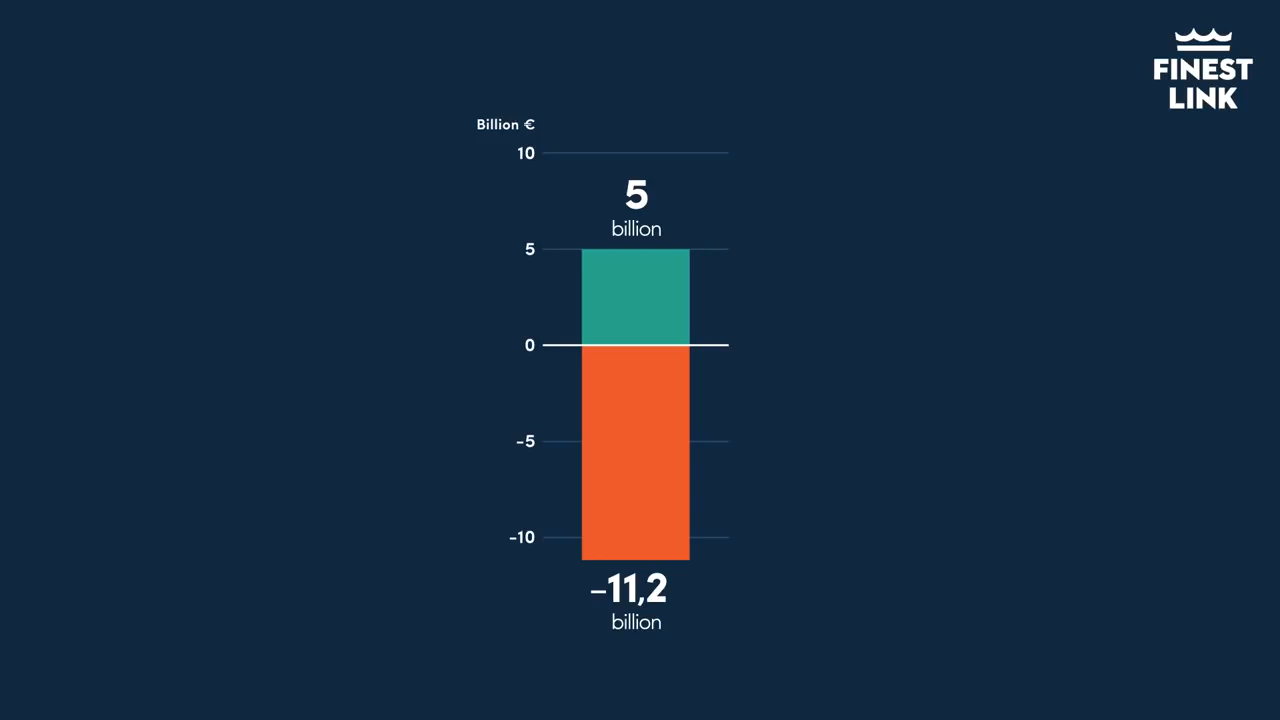 FINEST
LINK
Billion €
10
5
billion
5
0
-5
-10
–11,2
billion